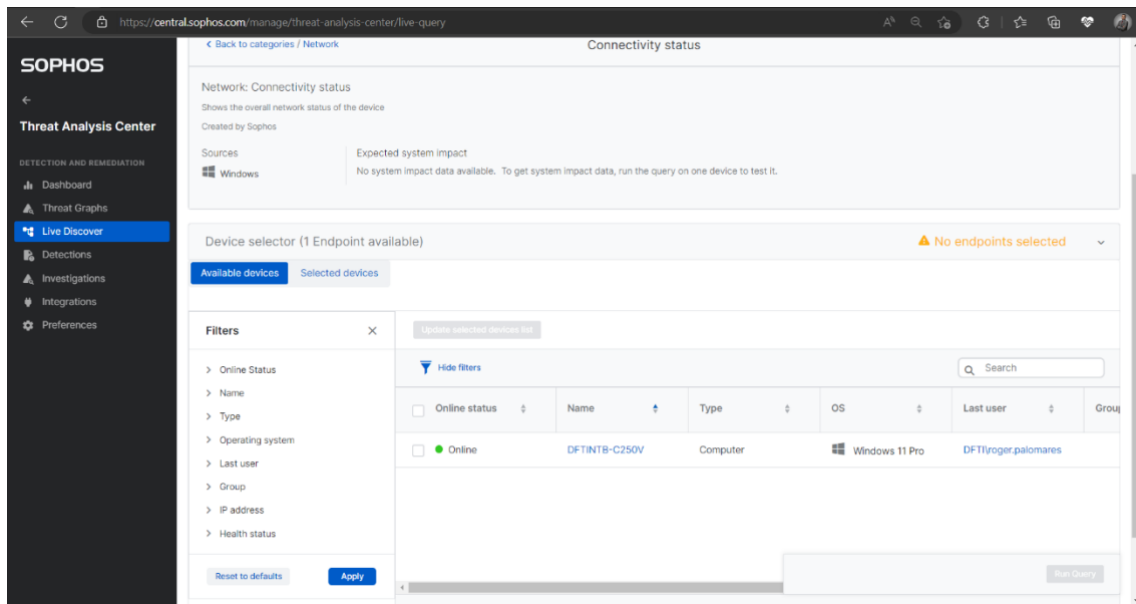 https://central.sophos.com/manage/threat-analysis-center/live-query
SOPHOS
Threat Analysis Center
DETECTION AND REMEDIATION
Dashboard
Threat Graphs
Live Discover
Detections
Investigations
Integrations
Preferences
< Back to categories / Network
Connectivity status
Network: Connectivity status
Shows the overall network status of the device
Created by Sophos
Sources
Expected system impact
Windows
No system impact data available. To get system impact data, run the query on one device to test it.
Device selector (1 Endpoint available)
No endpoints selected
Available devices
Selected devices
Filters
Update selected devices list
Online Status
Name
Type
Operating system
Last user
Group
IP address
Health status
Reset to defaults
Apply
Hide filters
Search
Online status Name Type OS Last user Group
Online DFTINTB-C250V Computer Windows 11 Pro DFTI\roger.palomares
Run Query